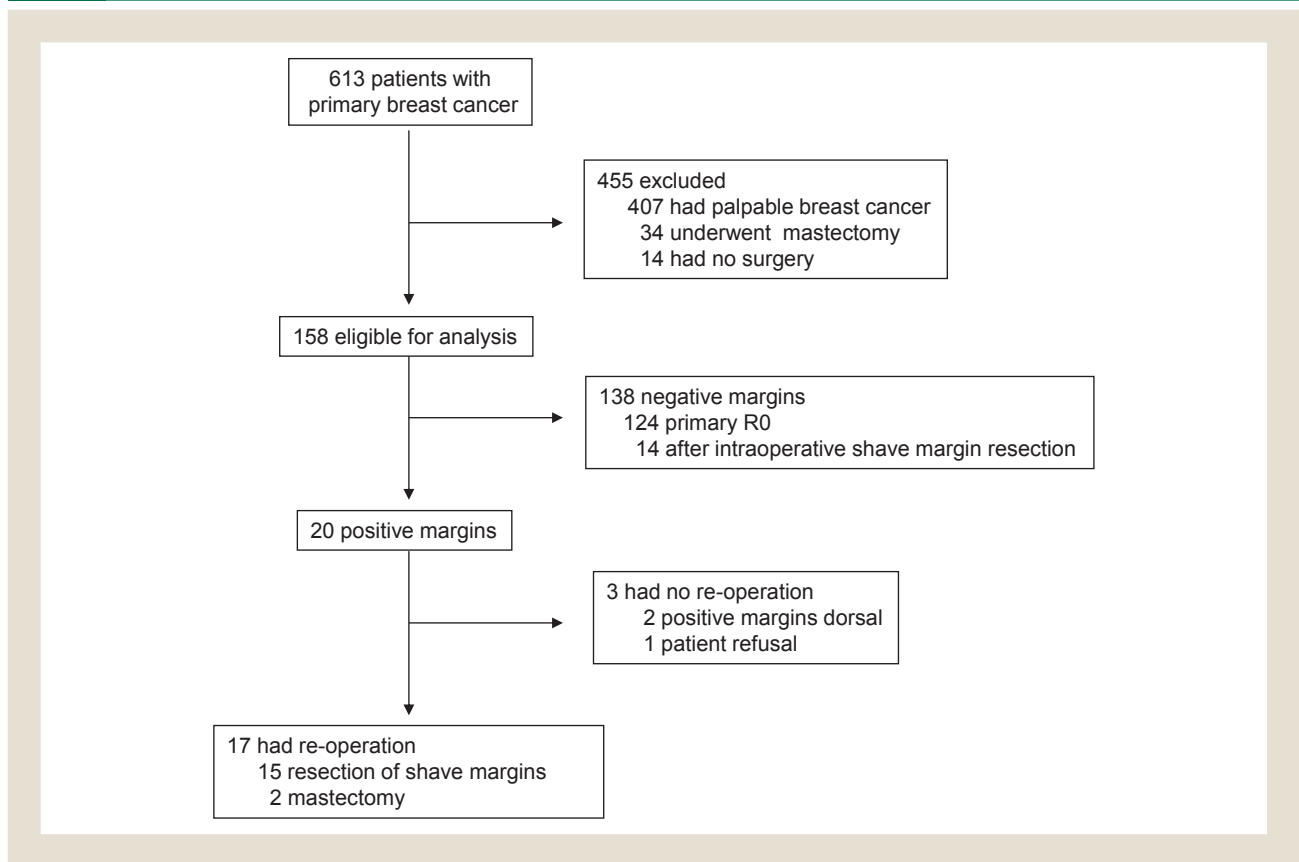 613 patients with
primary breast cancer
455 excluded
407 had palpable breast cancer
34 underwent mastectomy
14 had no surgery
158 eligible for analysis
138 negative margins
124 primary R0
14 after intraoperative shave margin resection
20 positive margins
3 had no re-operation
2 positive margins dorsal
1 patient refusal
17 had re-operation
15 resection of shave margins
2 mastectomy